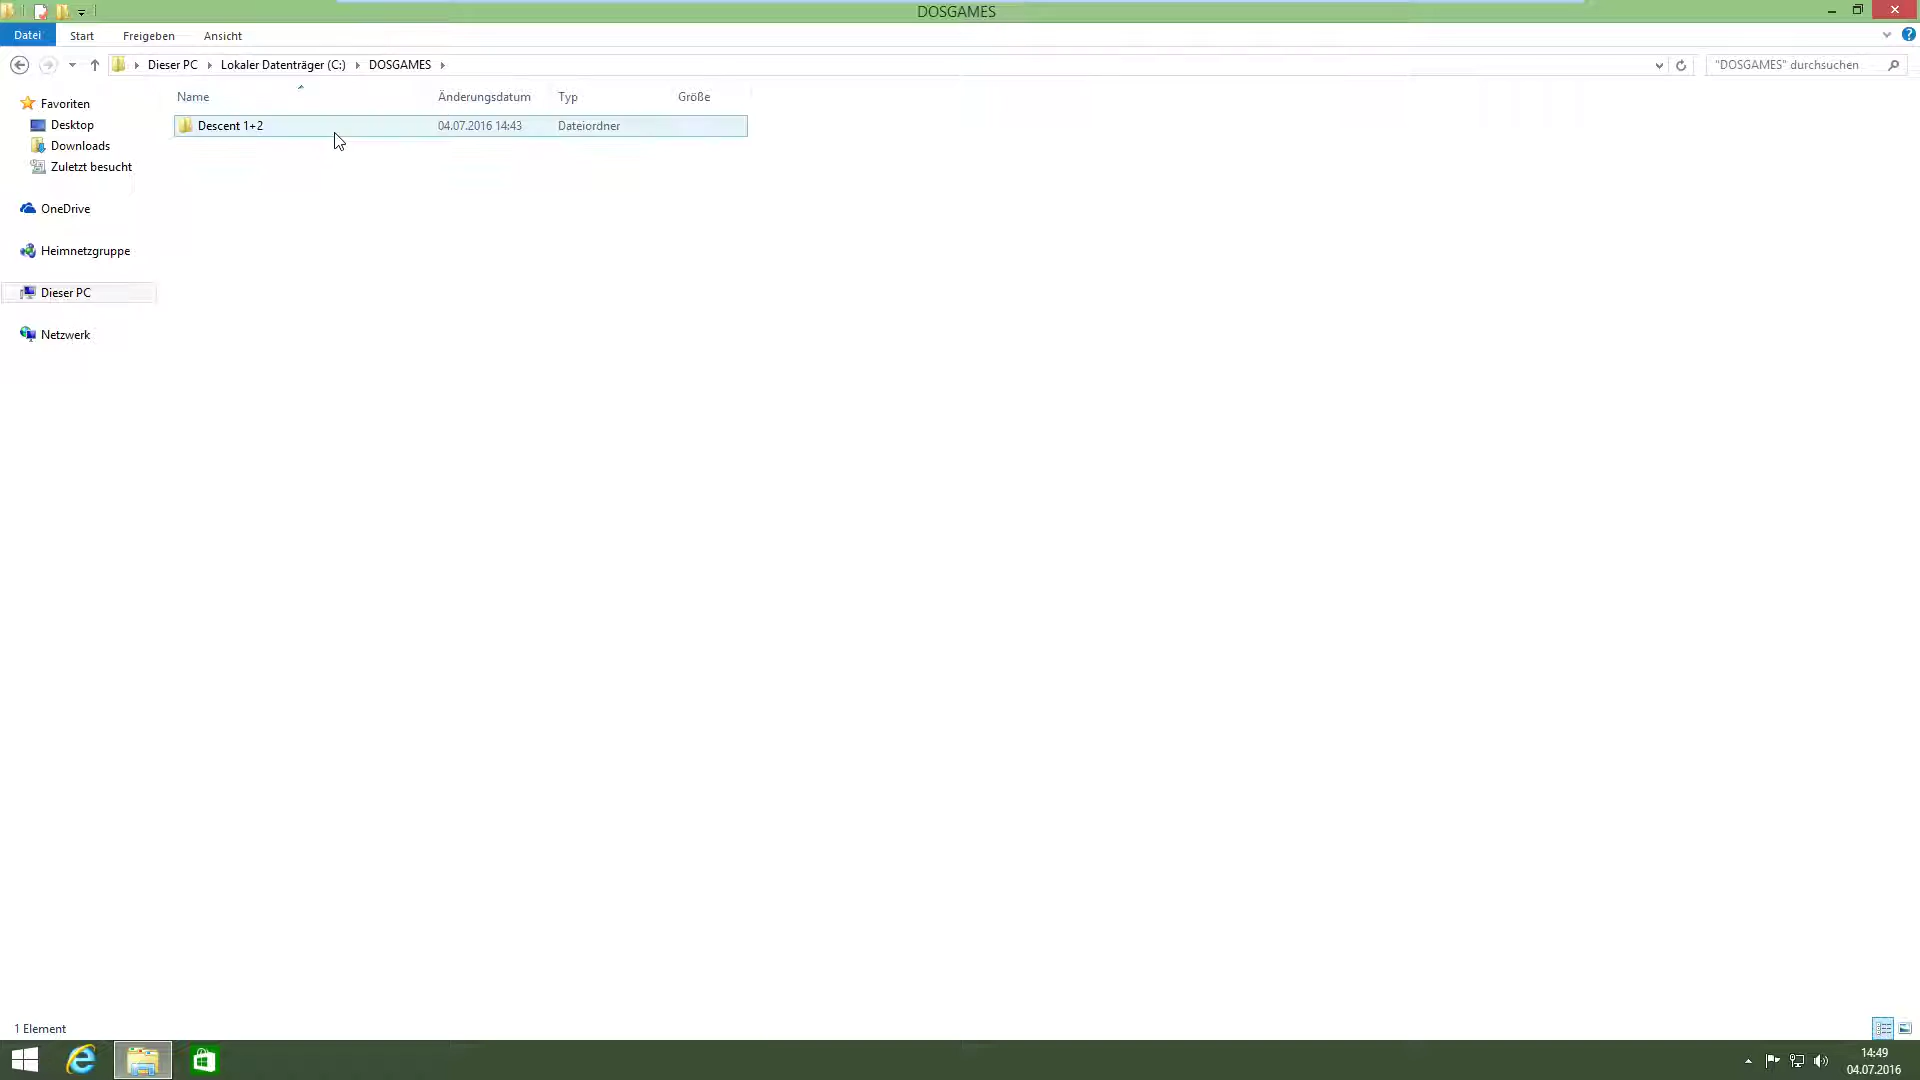 DOSGAMES
Datei Start Freigeben Ansicht
Dieser PC Lokaler Datenträger (C:) DOSGAMES "DOSGAMES" durchsuchen
Name Änderungsdatum Typ Größe
Descent 1+2 04.07.2016 14:43 Dateiordner
Favoriten
Desktop
Downloads
Zuletzt besucht
OneDrive
Heimnetzgruppe
Dieser PC
Netzwerk
1 Element
14:49
04.07.2016